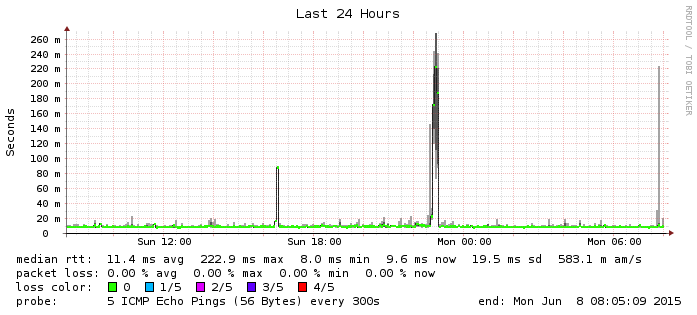 Last 24 Hours
RRDTOOL / TOBI OETIKER
Seconds
260 m
240 m
220 m
200 m
180 m
160 m
140 m
120 m
100 m
80 m
60 m
40 m
20 m
0
Sun 12:00 Sun 18:00 Mon 00:00 Mon 06:00
median rtt: 11.4 ms avg 222.9 ms max 8.0 ms min 9.6 ms now 19.5 ms sd 583.1 m am/s
packet loss: 0.00 % avg 0.00 % max 0.00 % min 0.00 % now
loss color: 0 1/5 2/5 3/5 4/5
probe: 5 ICMP Echo Pings (56 Bytes) every 300s end: Mon Jun 8 08:05:09 2015